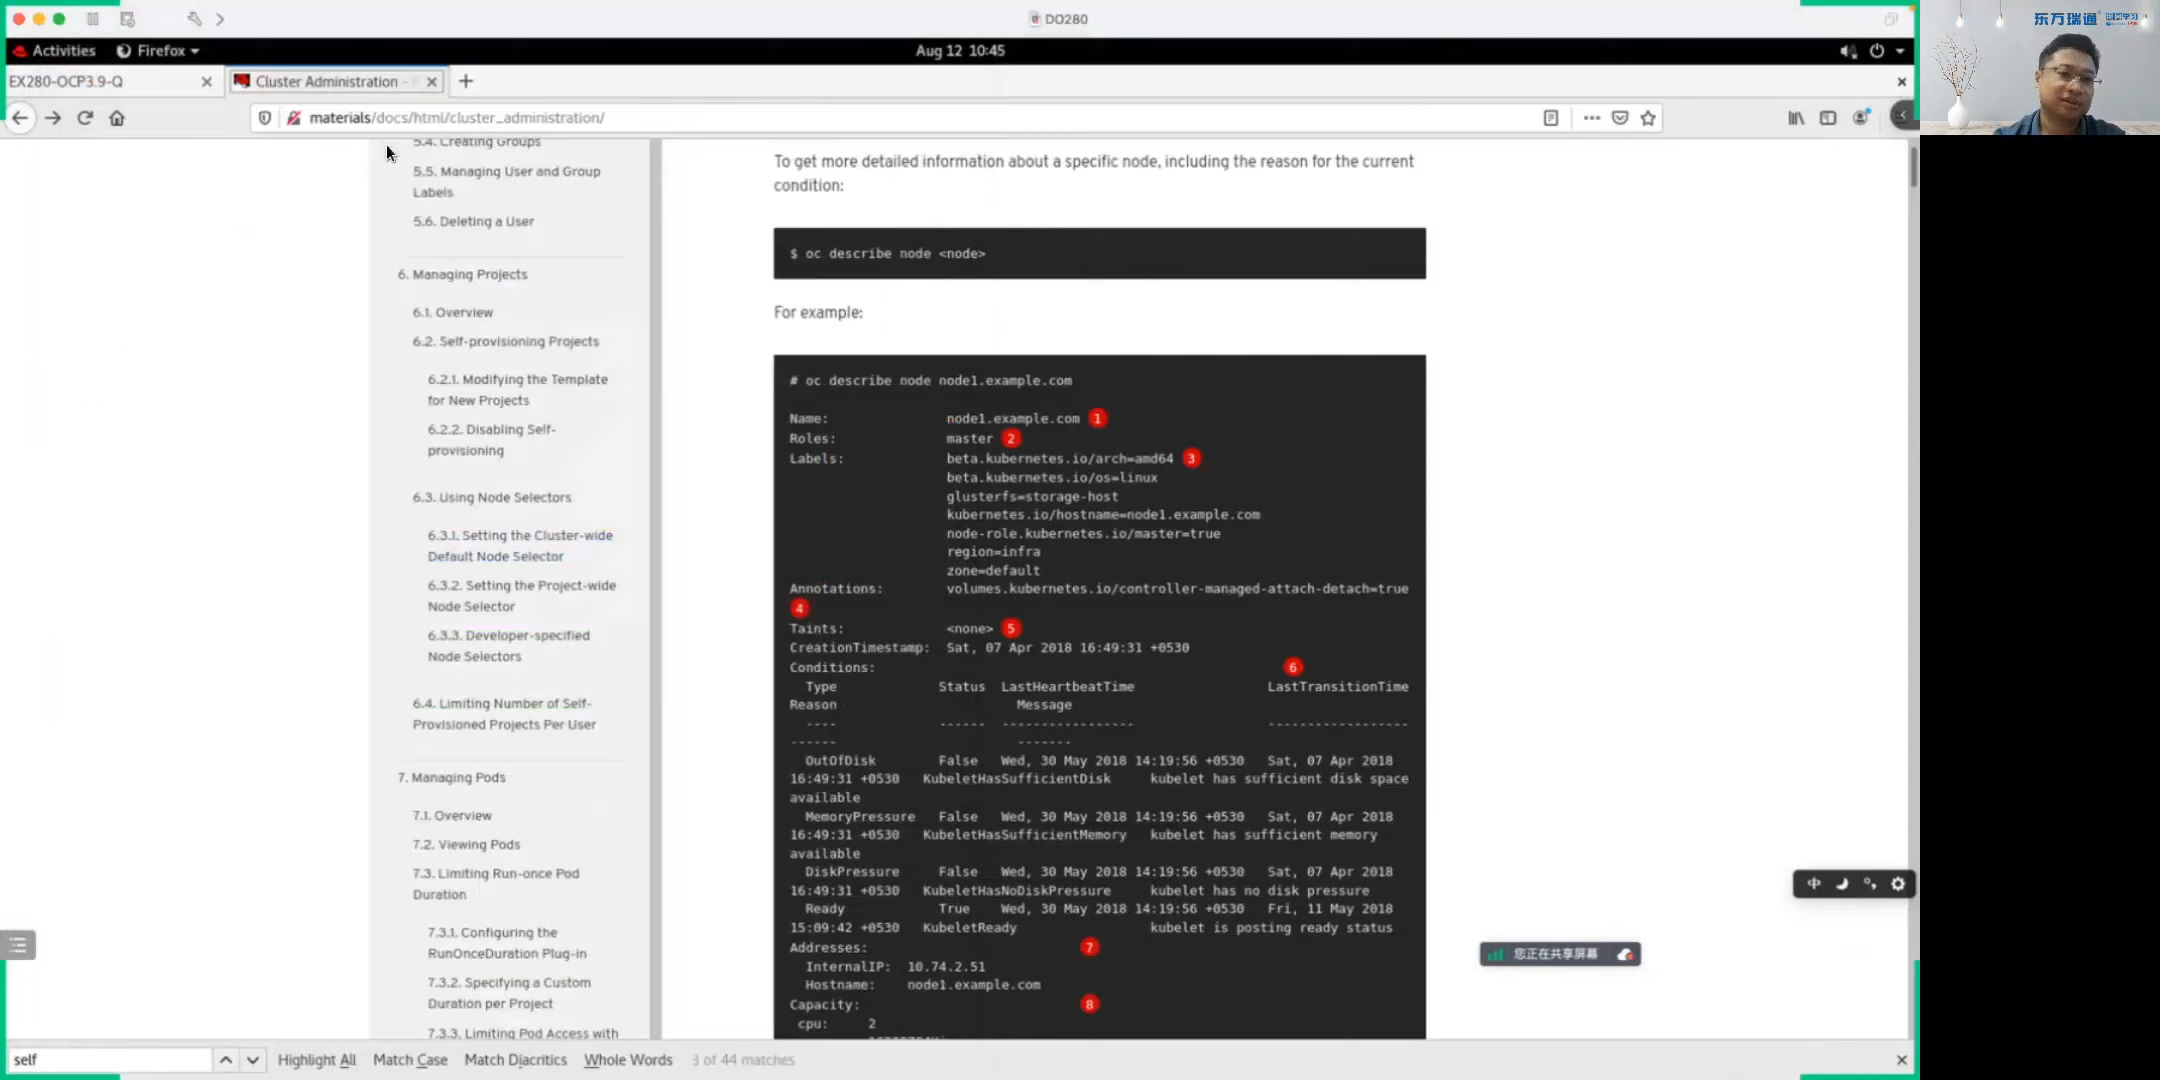 DO280
Activities
Firefox
Aug 12 10:45
EX280-OCP3.9-Q
Cluster Administration -
materials/docs/html/cluster_administration/
5.4. Creating Groups
5.5. Managing User and Group
Labels
5.6. Deleting a User
6. Managing Projects
6.1. Overview
6.2. Self-provisioning Projects
6.2.1. Modifying the Template
for New Projects
6.2.2. Disabling Self-
provisioning
6.3. Using Node Selectors
6.3.1. Setting the Cluster-wide
Default Node Selector
6.3.2. Setting the Project-wide
Node Selector
6.3.3. Developer-specified
Node Selectors
6.4. Limiting Number of Self-
Provisioned Projects Per User
7. Managing Pods
7.1. Overview
7.2. Viewing Pods
7.3. Limiting Run-once Pod
Duration
7.3.1. Configuring the
RunOnceDuration Plug-in
7.3.2. Specifying a Custom
Duration per Project
7.3.3. Limiting Pod Access with
To get more detailed information about a specific node, including the reason for the current
condition:
$ oc describe node <node>
For example:
# oc describe node node1.example.com
Name: node1.example.com 1
Roles: master 2
Labels: beta.kubernetes.io/arch=amd64 3
beta.kubernetes.io/os=linux
glusterfs=storage-host
kubernetes.io/hostname=node1.example.com
node-role.kubernetes.io/master=true
region=infra
zone=default
Annotations: volumes.kubernetes.io/controller-managed-attach-detach=true
4
Taints: <none> 5
CreationTimestamp: Sat, 07 Apr 2018 16:49:31 +0530
Conditions: 6
Type Status LastHeartbeatTime LastTransitionTime
Reason Message
---- ------ ----------------- ------------------
------ -------
OutOfDisk False Wed, 30 May 2018 14:19:56 +0530 Sat, 07 Apr 2018
16:49:31 +0530 KubeletHasSufficientDisk kubelet has sufficient disk space
available
MemoryPressure False Wed, 30 May 2018 14:19:56 +0530 Sat, 07 Apr 2018
16:49:31 +0530 KubeletHasSufficientMemory kubelet has sufficient memory
available
DiskPressure False Wed, 30 May 2018 14:19:56 +0530 Sat, 07 Apr 2018
16:49:31 +0530 KubeletHasNoDiskPressure kubelet has no disk pressure
Ready True Wed, 30 May 2018 14:19:56 +0530 Fri, 11 May 2018
15:09:42 +0530 KubeletReady kubelet is posting ready status
Addresses: 7
InternalIP: 10.74.2.51
Hostname: node1.example.com
Capacity: 8
cpu: 2
中
您正在共享屏幕
self
Highlight All
Match Case
Match Diacritics
Whole Words
3 of 44 matches
东方瑞通